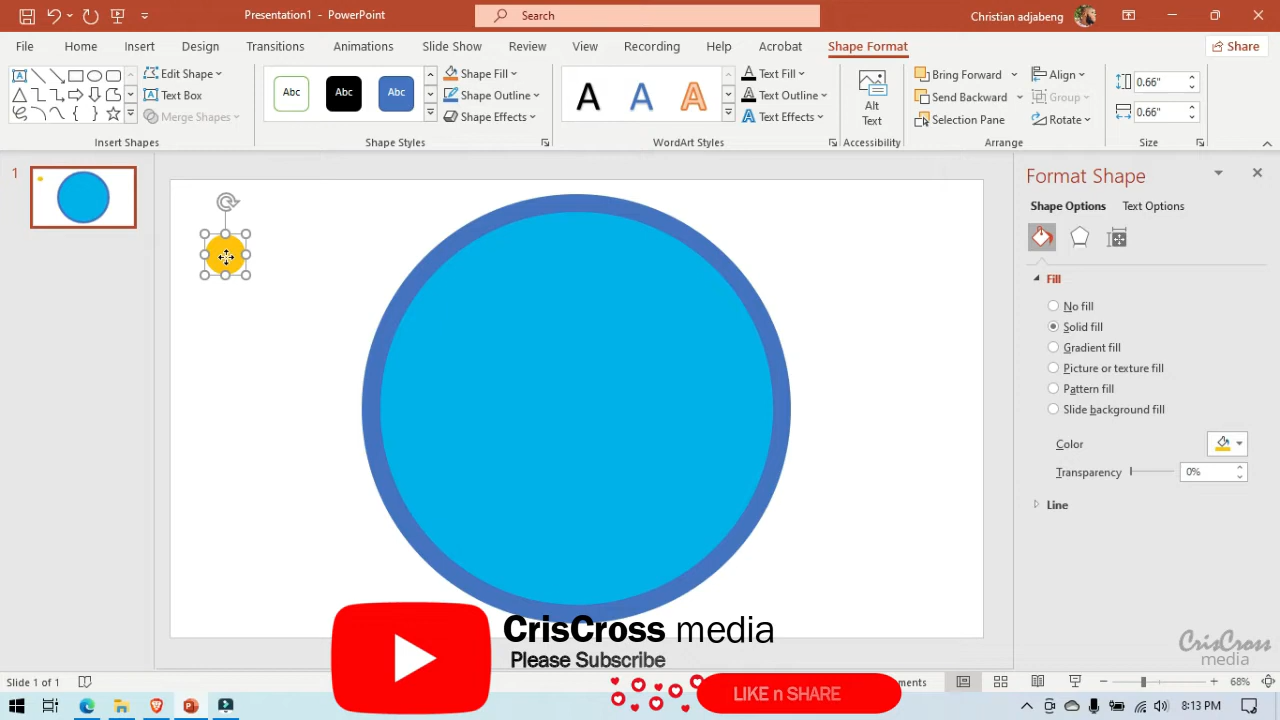 Presentation1 - PowerPoint
Search
Christian adjabeng
File Home Insert Design Transitions Animations Slide Show Review View Recording Help Acrobat Shape Format Share
Edit Shape
Text Box
Merge Shapes
Insert Shapes
Abc Abc Abc
Shape Fill
Shape Outline
Shape Effects
Shape Styles
A A A
Text Fill
Text Outline
Text Effects
WordArt Styles
Alt
Text
Accessibility
Bring Forward
Send Backward
Selection Pane
Align
Group
Rotate
Arrange
0.66"
0.66"
Size
1
Format Shape
Shape Options Text Options
Fill
No fill
Solid fill
Gradient fill
Picture or texture fill
Pattern fill
Slide background fill
Color
Transparency 0%
Line
CrisCross media
Please Subscribe
LIKE n SHARE
CrisCross
media
Slide 1 of 1
68%
8:13 PM